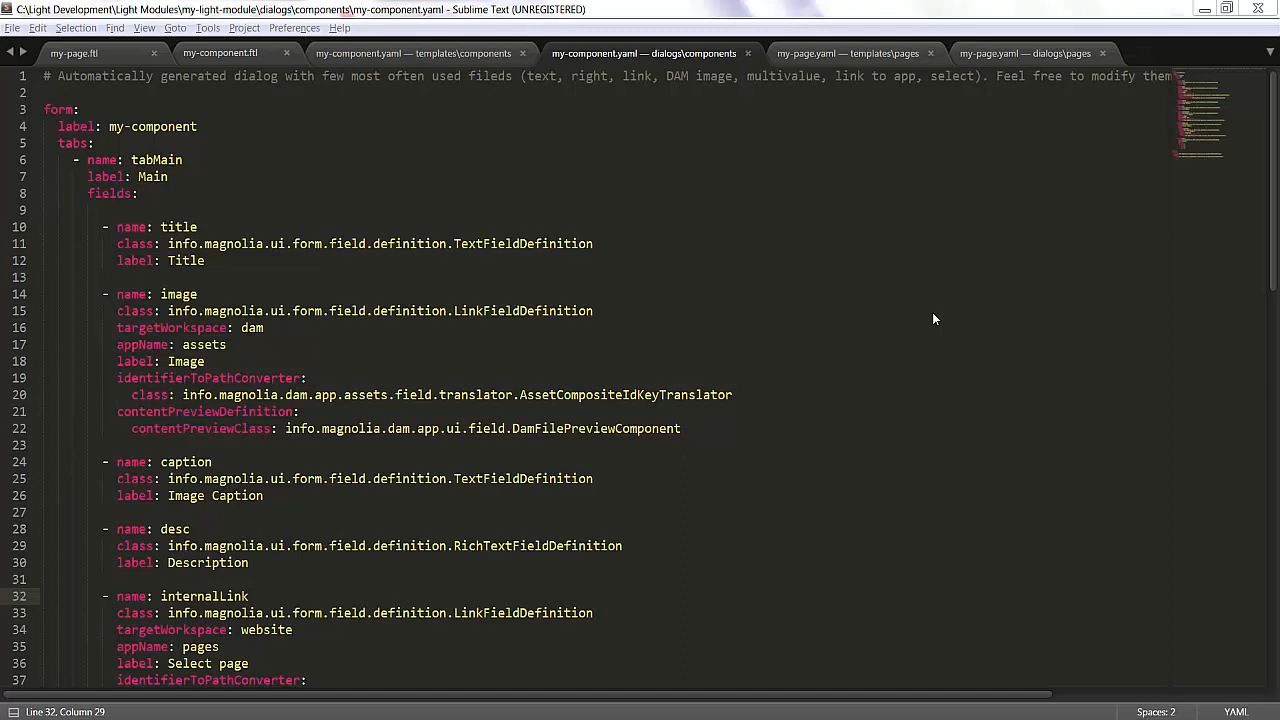 C:\Light Development\Light Modules\my-light-module\dialogs\components\my-component.yaml - Sublime Text (UNREGISTERED)
File Edit Selection Find View Goto Tools Project Preferences Help
my-page.ftl × my-component.ftl × my-component.yaml — templates\components × my-component.yaml — dialogs\components × my-page.yaml — templates\pages × my-page.yaml — dialogs\pages ×
1 # Automatically generated dialog with few most often used fileds (text, right, link, DAM image, multivalue, link to app, select). Feel free to modify them
2
3 form:
4 label: my-component
5 tabs:
6 - name: tabMain
7 label: Main
8 fields:
9
10 - name: title
11 class: info.magnolia.ui.form.field.definition.TextFieldDefinition
12 label: Title
13
14 - name: image
15 class: info.magnolia.ui.form.field.definition.LinkFieldDefinition
16 targetWorkspace: dam
17 appName: assets
18 label: Image
19 identifierToPathConverter:
20 class: info.magnolia.dam.app.assets.field.translator.AssetCompositeIdKeyTranslator
21 contentPreviewDefinition:
22 contentPreviewClass: info.magnolia.dam.app.ui.field.DamFilePreviewComponent
23
24 - name: caption
25 class: info.magnolia.ui.form.field.definition.TextFieldDefinition
26 label: Image Caption
27
28 - name: desc
29 class: info.magnolia.ui.form.field.definition.RichTextFieldDefinition
30 label: Description
31
32 - name: internalLink
33 class: info.magnolia.ui.form.field.definition.LinkFieldDefinition
34 targetWorkspace: website
35 appName: pages
36 label: Select page
37 identifierToPathConverter:
Line 32, Column 29 Spaces: 2 YAML